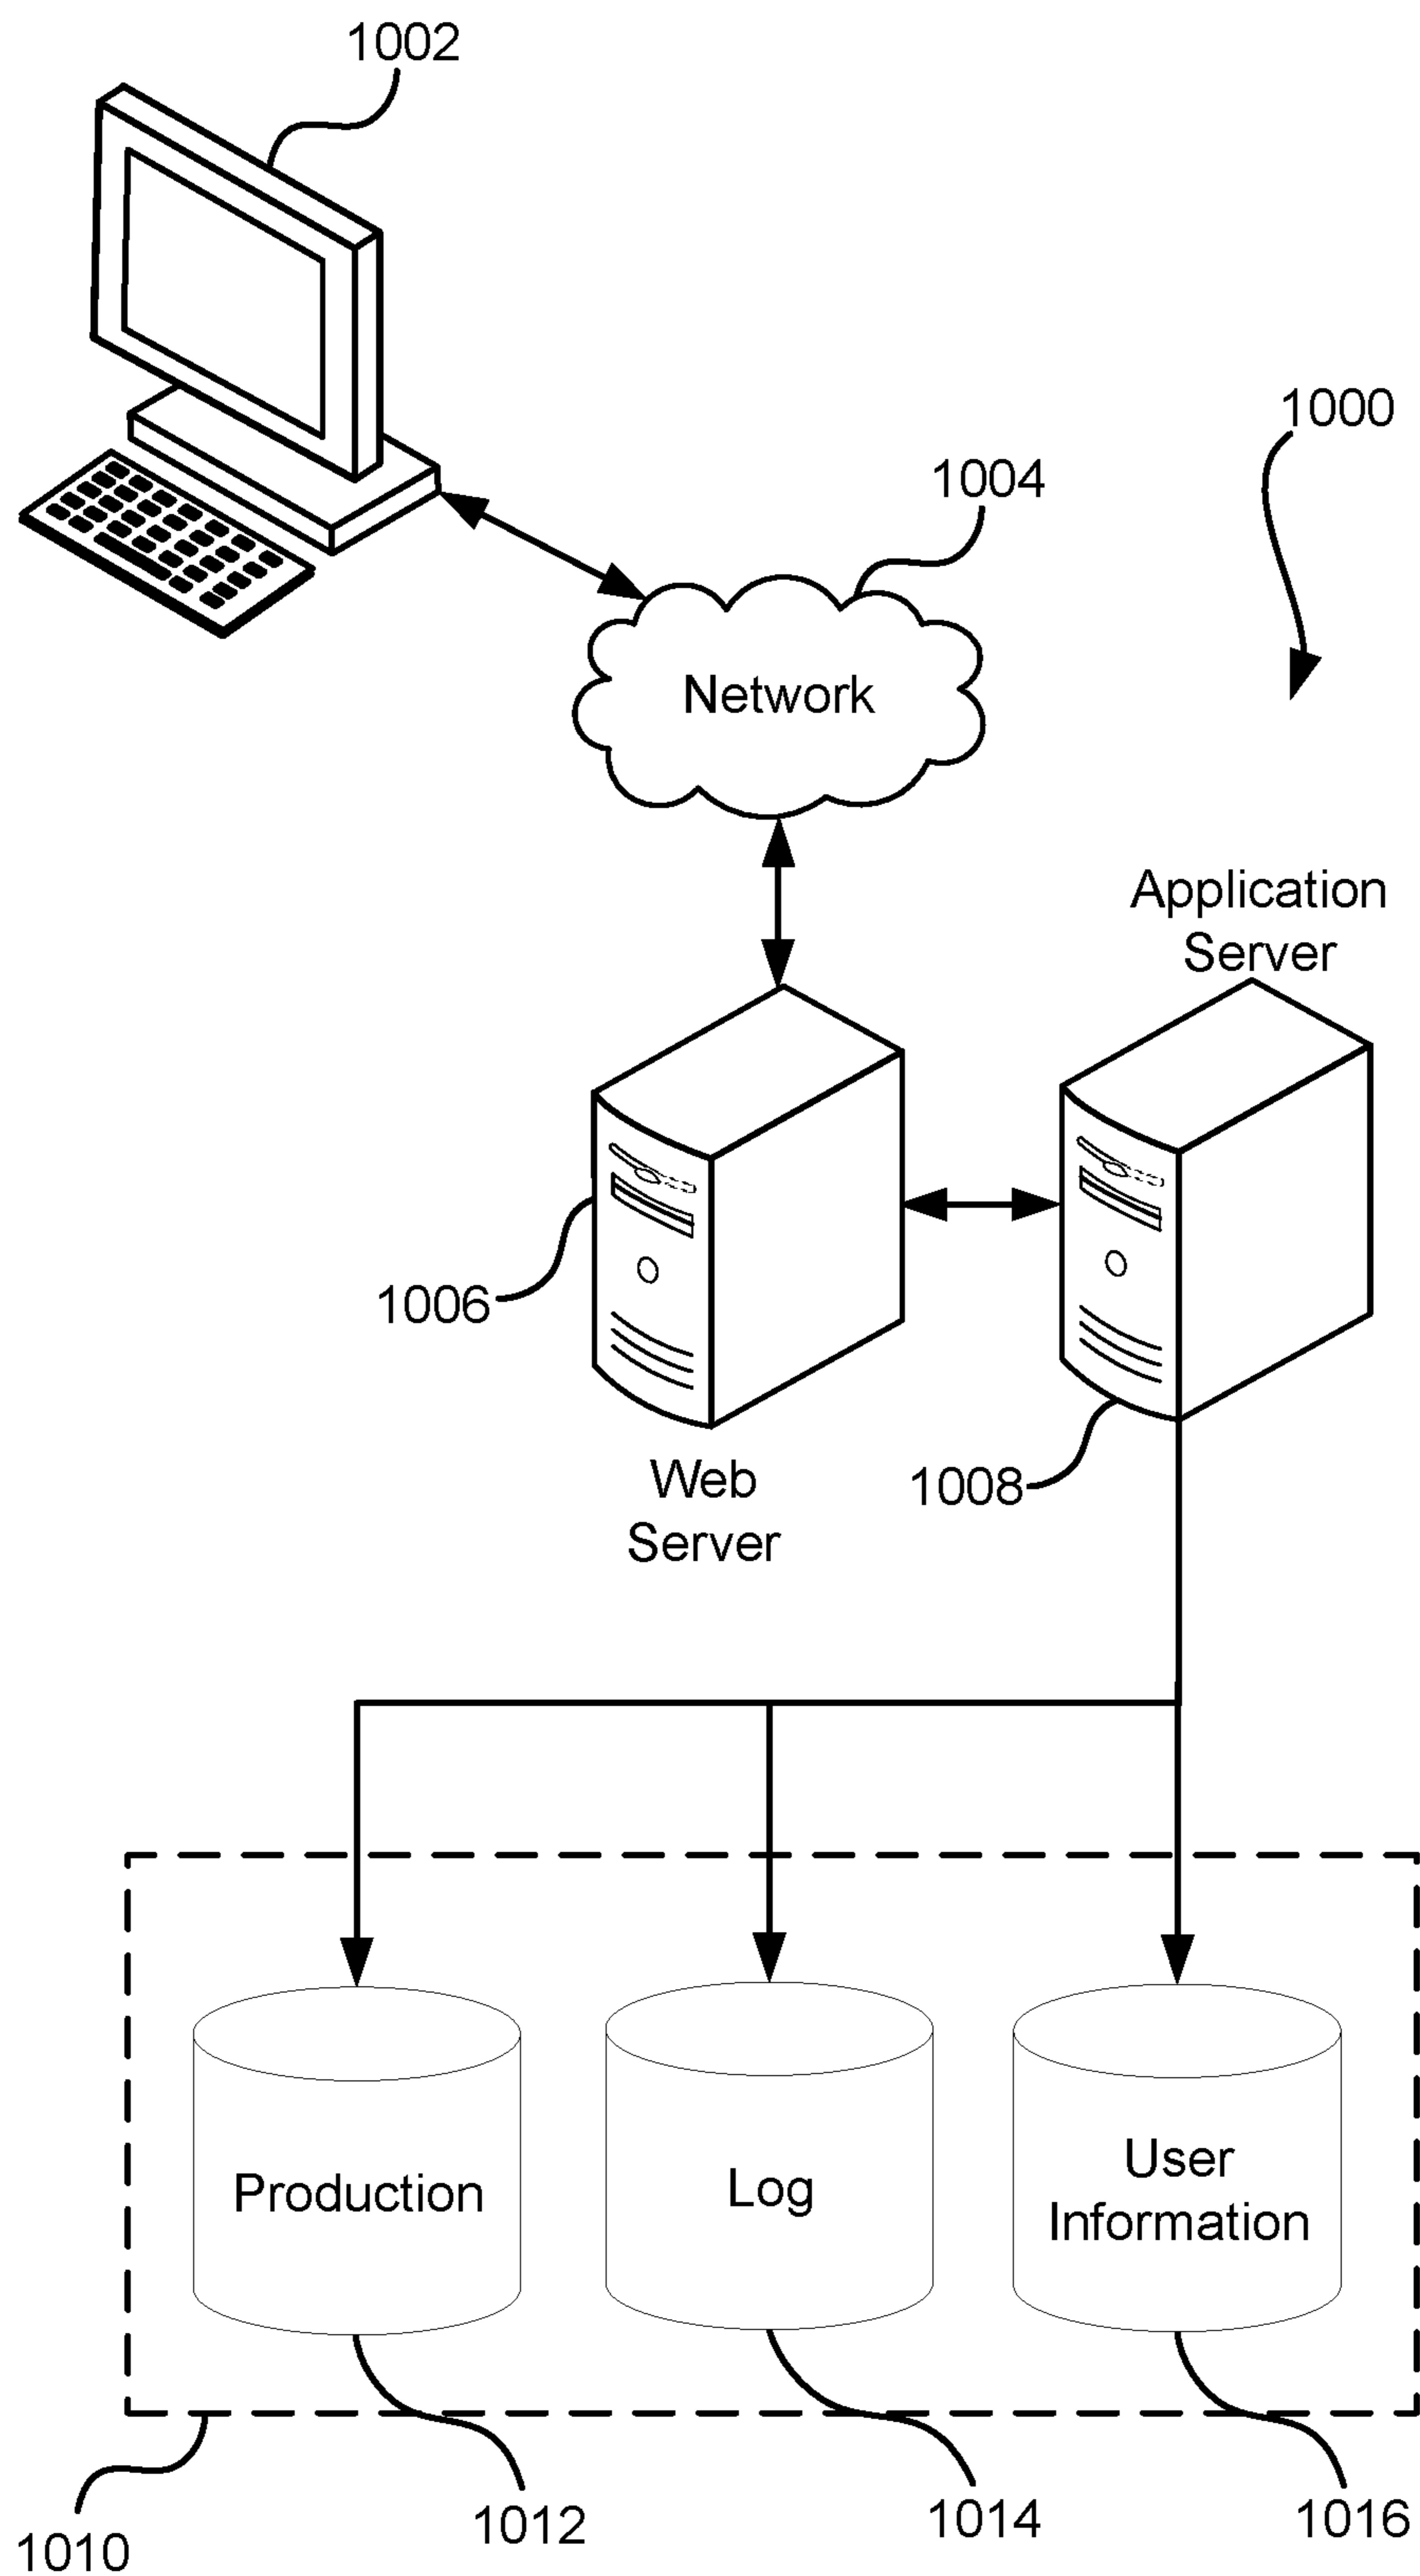 1002
1000
1004
Network
Application
Server
1006
Web
Server
1008
Production
Log
User
Information
1010
1012
1014
1016